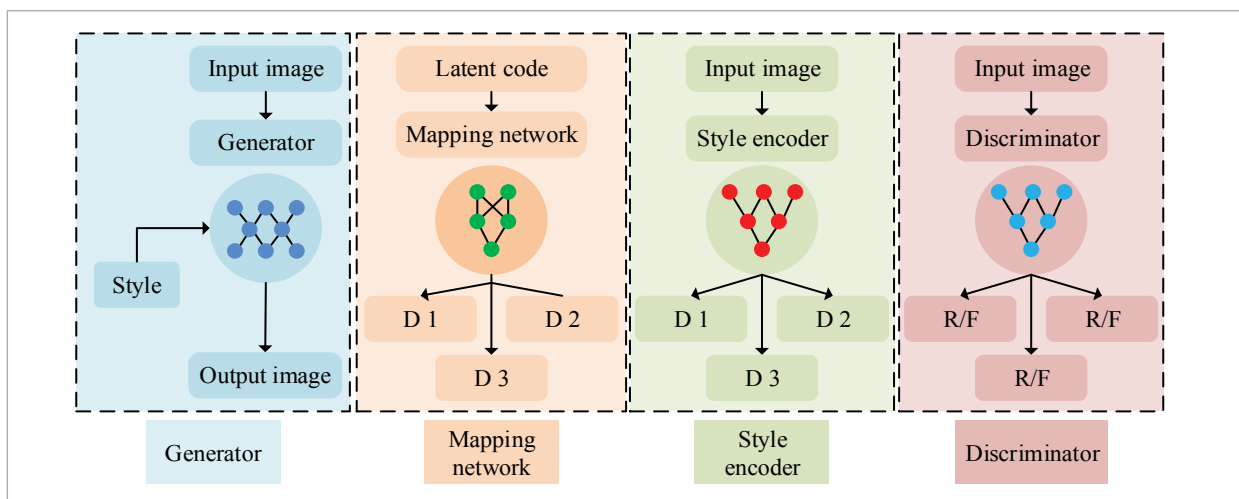 Input image
Generator
Style
Output image
Generator
Latent code
Mapping network
D 1
D 2
D 3
Mapping
network
Input image
Style encoder
D 1
D 2
D 3
Style
encoder
Input image
Discriminator
R/F
R/F
R/F
Discriminator